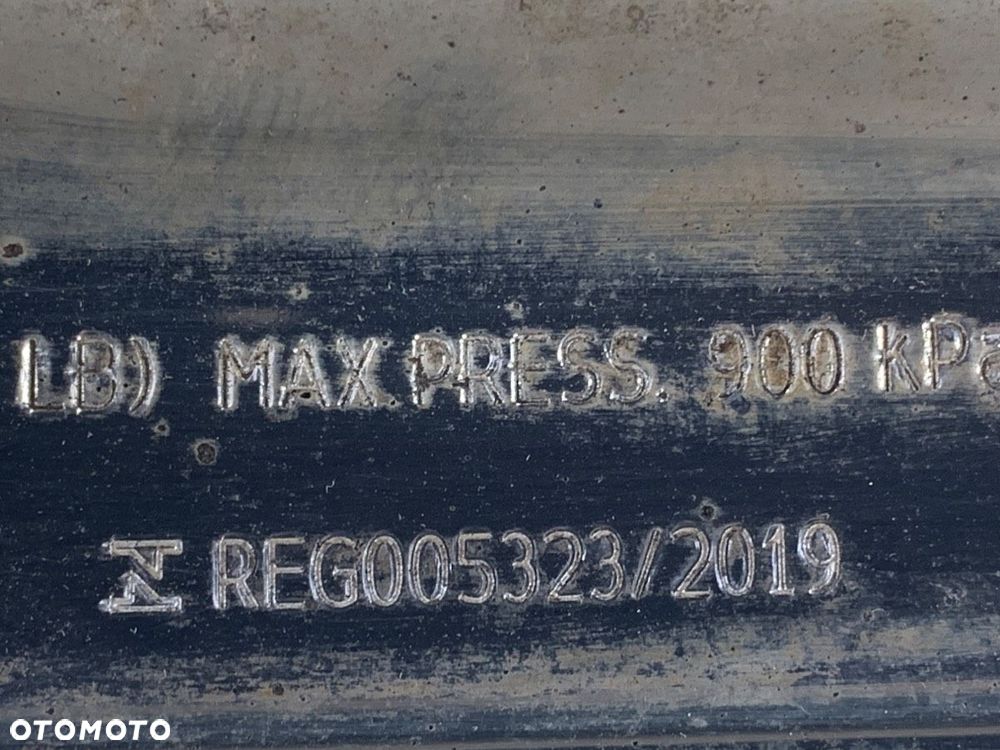 LB) MAX.PRESS. 900 kPa
REG005323/2019
OTOMOTO